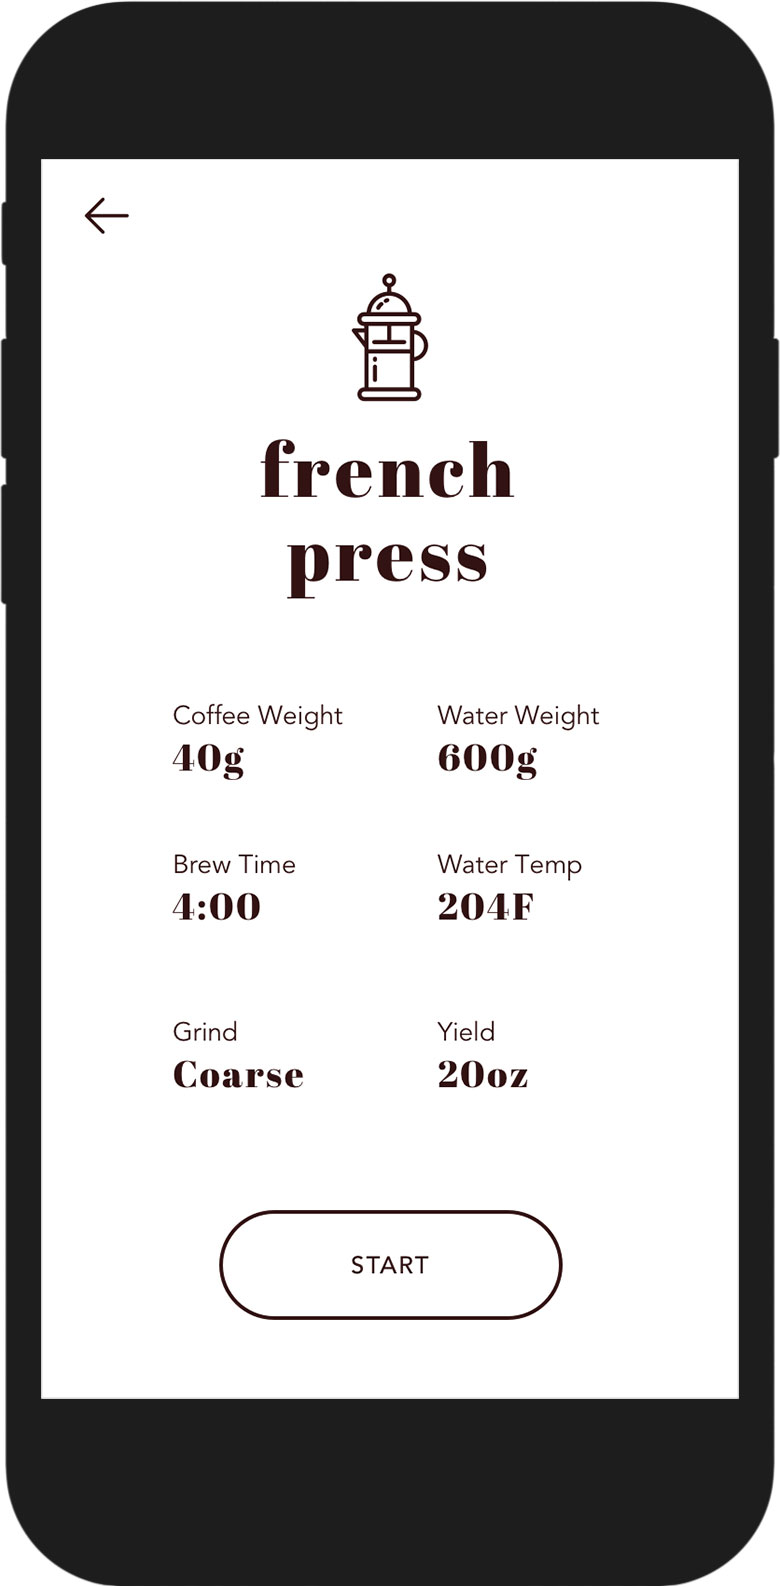 french
press
Coffee Weight
40g
Water Weight
600g
Brew Time
4:00
Water Temp
204F
Grind
Coarse
Yield
20oz
START